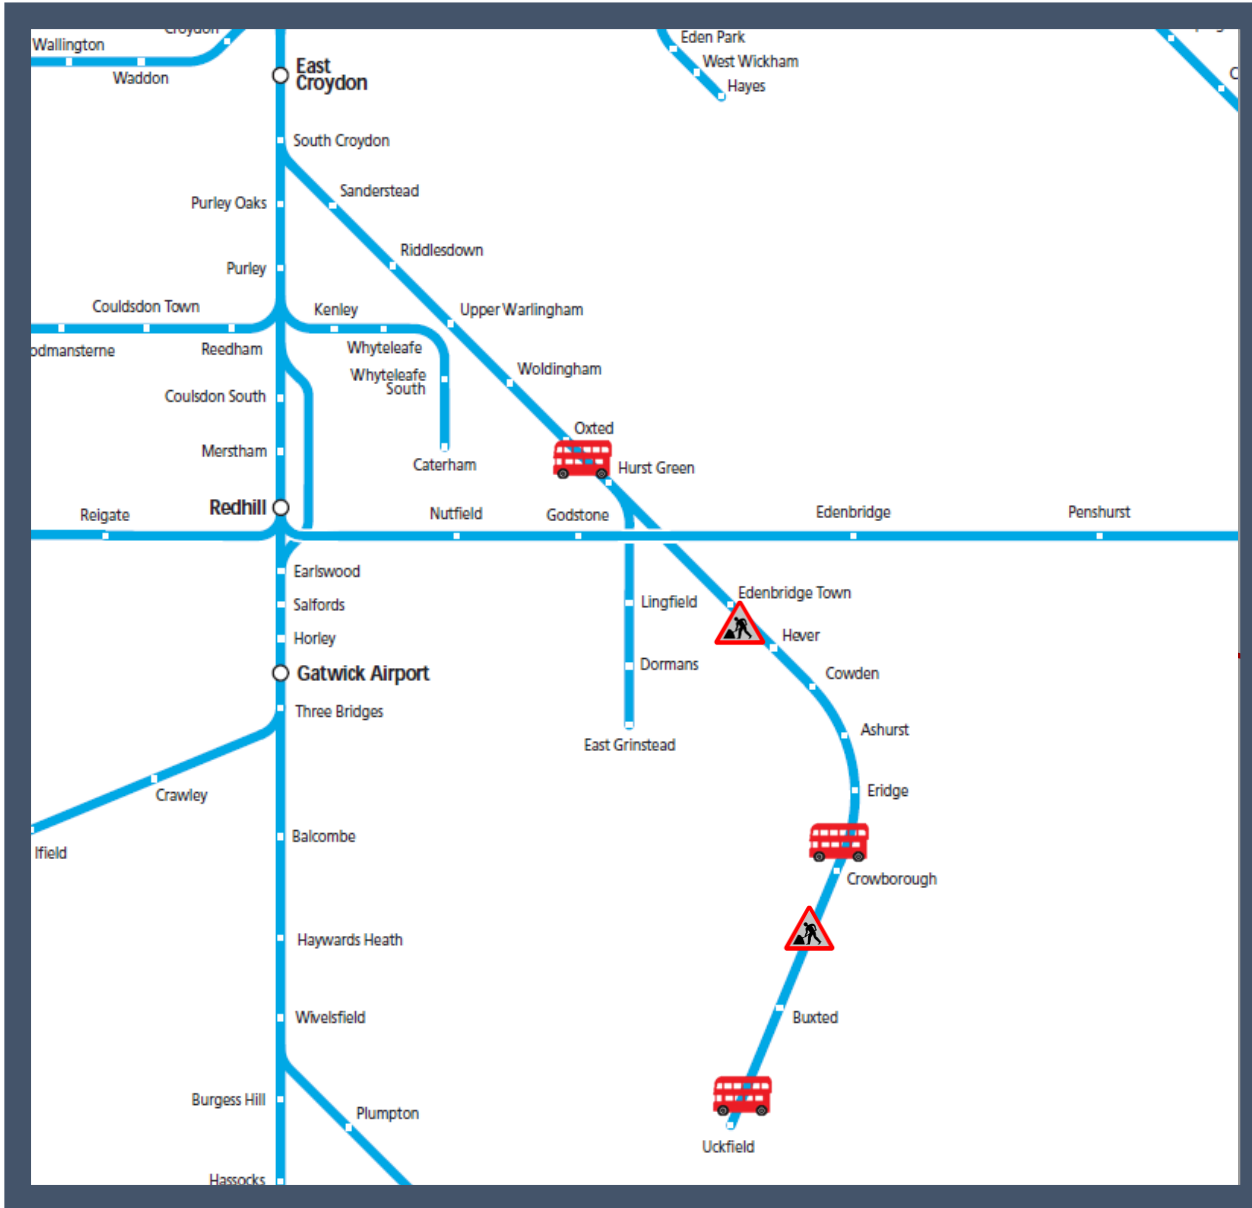 Croydon
Wallington
Waddon
East
Croydon
Eden Park
West Wickham
Hayes
South Croydon
Sanderstead
Purley Oaks
Riddlesdown
Purley
Couldsdon Town
Kenley
Upper Warlingham
odmansterne
Reedham
Whyteleafe
Whyteleafe
South
Woldingham
Coulsdon South
Oxted
Merstham
Caterham
Hurst Green
Redhill
Reigate
Nutfield
Godstone
Edenbridge
Penshurst
Earlswood
Salfords
Lingfield
Edenbridge Town
Horley
Hever
Gatwick Airport
Dormans
Cowden
Three Bridges
Ashurst
East Grinstead
Crawley
Eridge
Balcombe
Ifield
Crowborough
Haywards Heath
Wivelsfield
Buxted
Burgess Hill
Plumpton
Uckfield
Hassocks